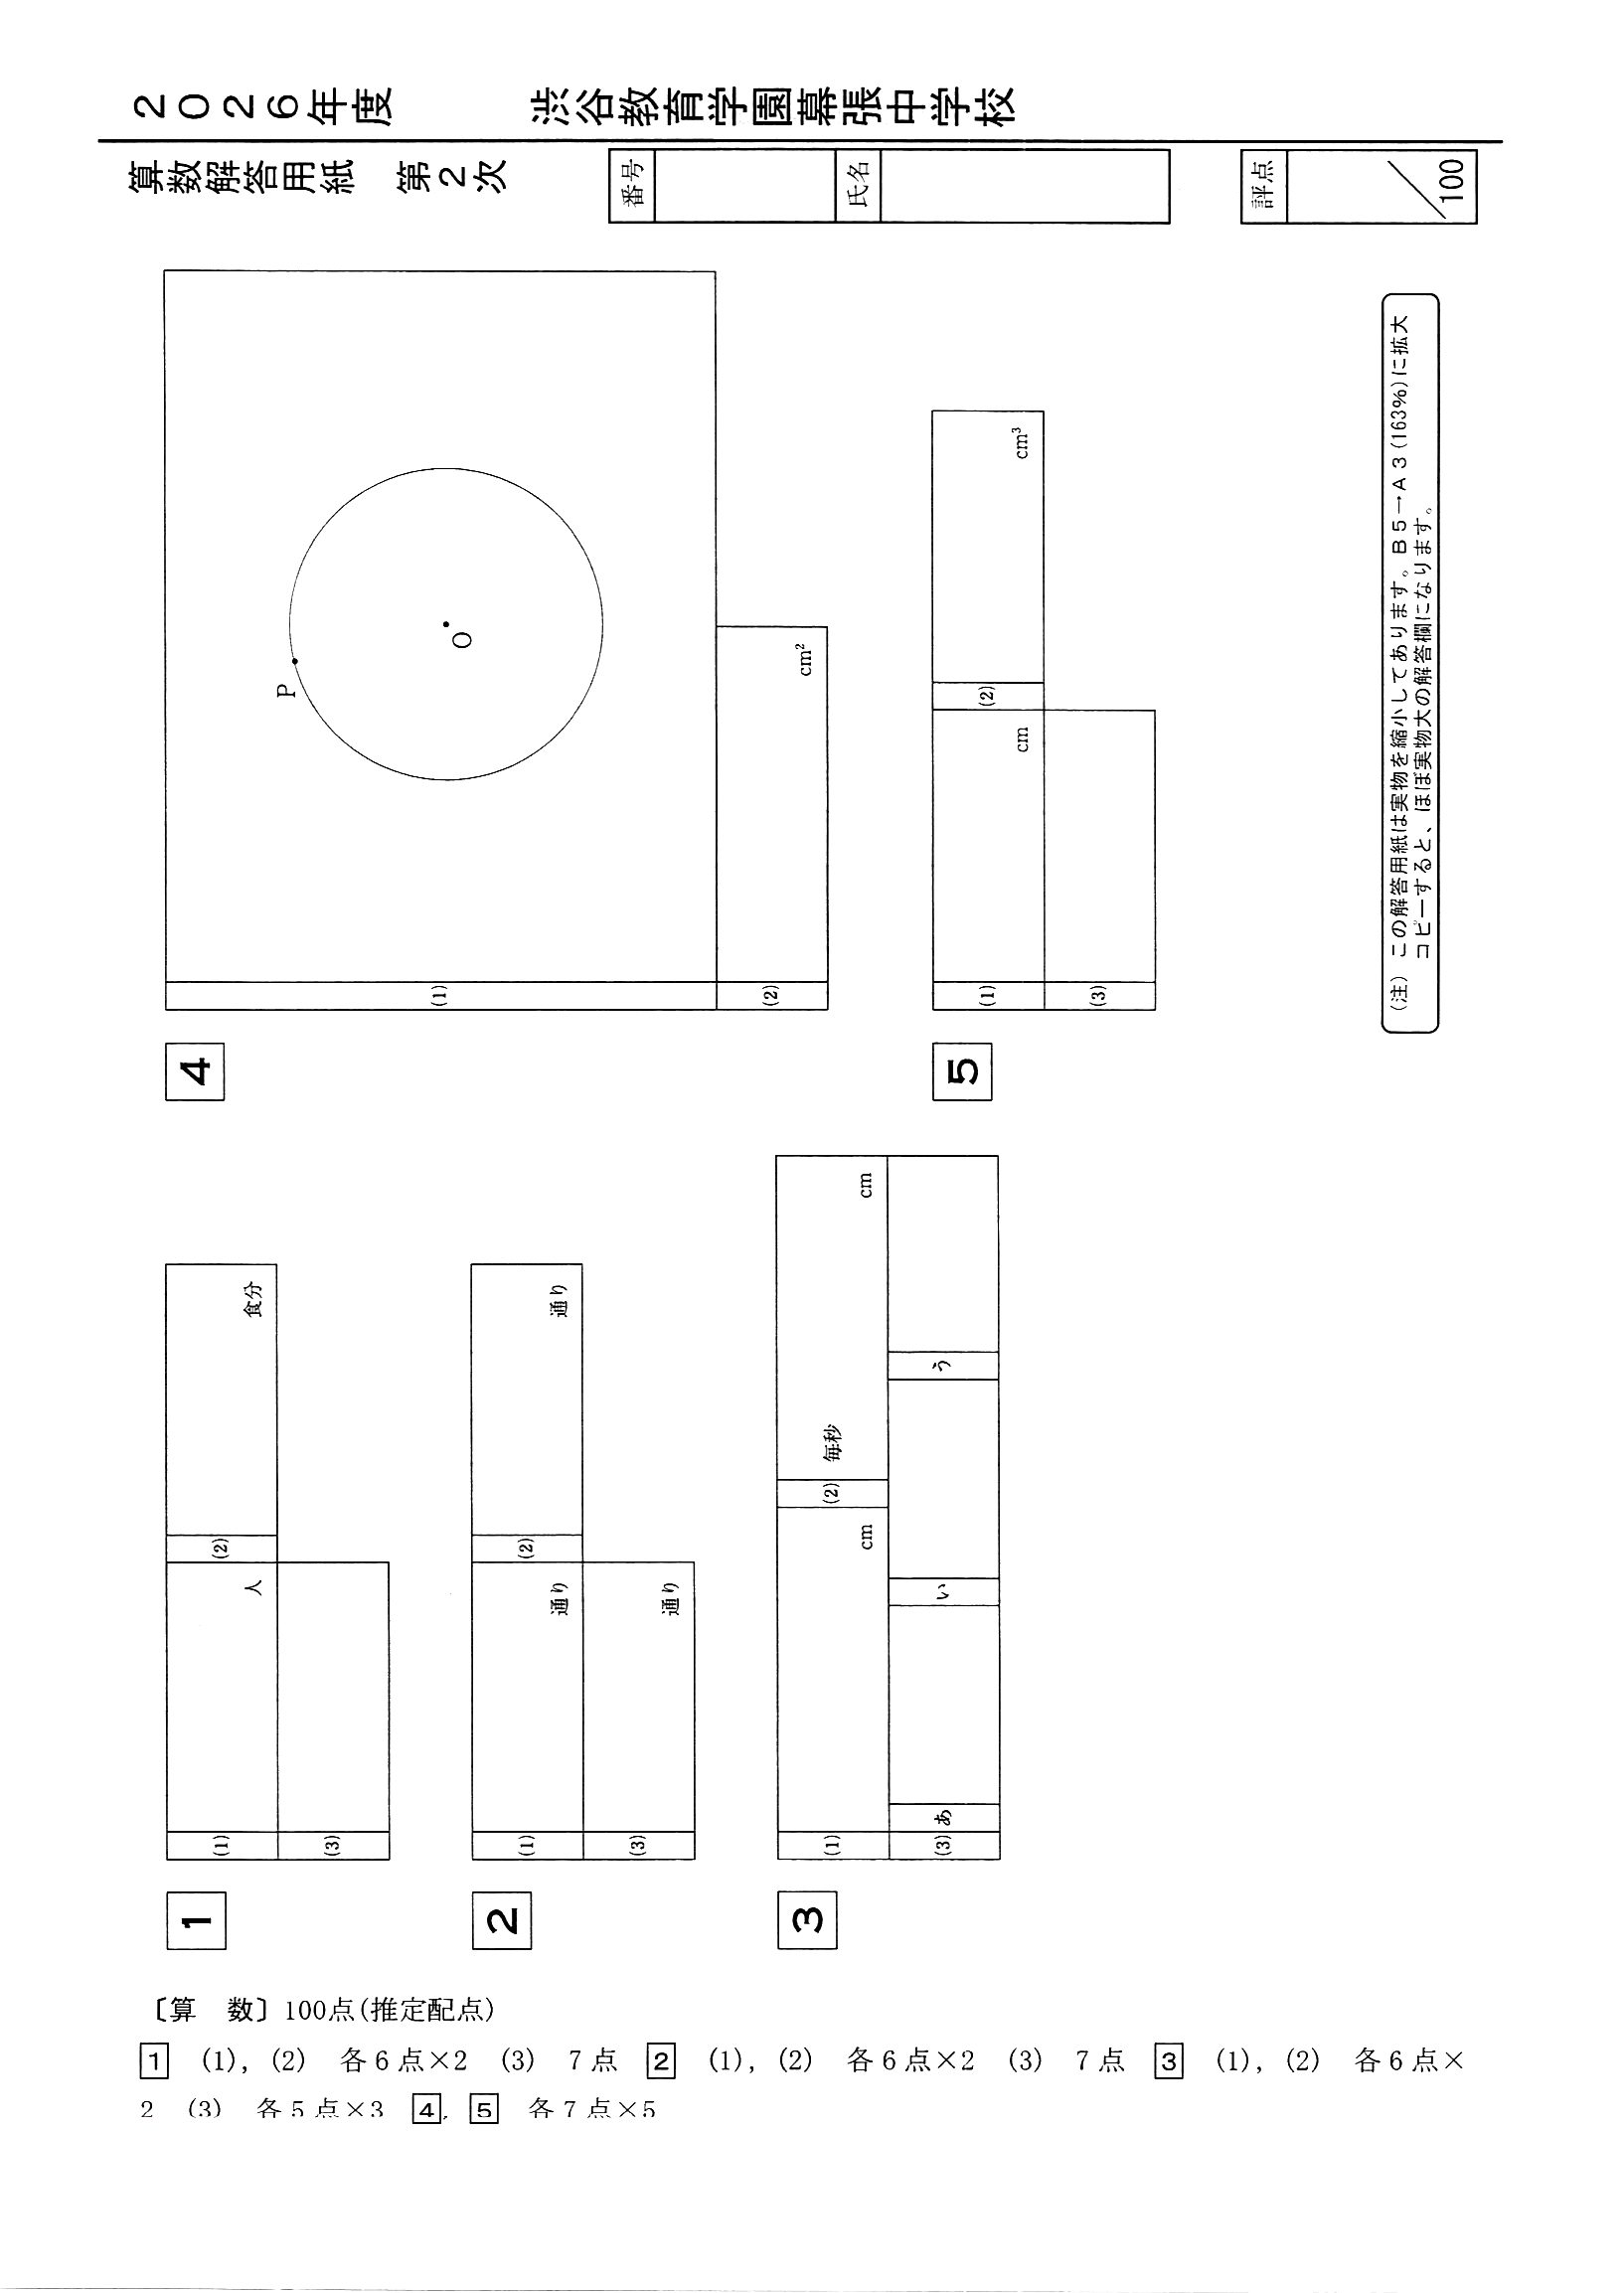 2026年度 渋谷教育学園幕張中学校
算数解答用紙 第2次
番号
氏名
評点
/100
1
(1)
人
(2)
食分
(3)
2
(1)
通り
(2)
通り
(3)
通り
3
(1)
cm
(2)
毎秒
cm
(3)
あ
い
う
4
(1)
P
O
(2)
cm²
5
(1)
cm
(2)
cm³
(3)
(注) この解答用紙は実物を縮小してあります。B5→A3(163%)に拡大
コピーすると、ほぼ実物大の解答欄になります。
〔算 数〕100点(推定配点)
1 (1), (2) 各6点×2 (3) 7点 2 (1), (2) 各6点×2 (3) 7点 3 (1), (2) 各6点×
2 (3) 各5点×3 4, 5 各7点×5